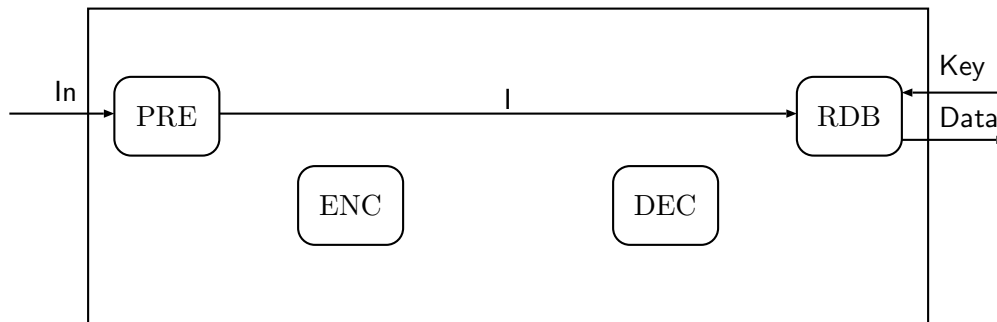 Key
In
I
PRE
RDB
Data
ENC
DEC